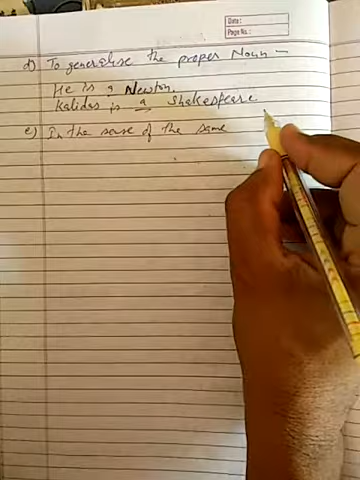 Date:
Page No.:
d) To generalise the proper Noun —
He is a Newton.
Kalidas is a Shakespeare
e) In the sense of the same